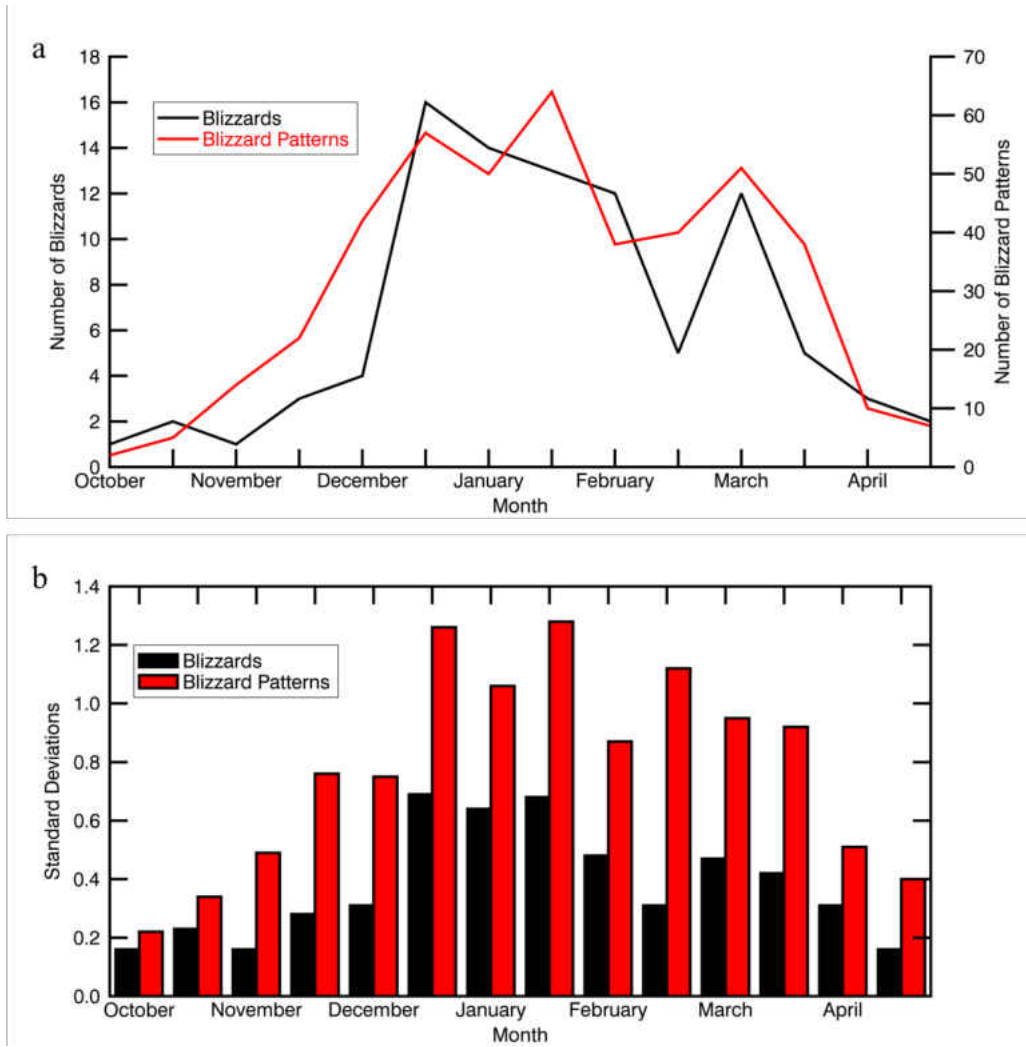 a
18
16
14
12
10
8
6
4
2
0
Number of Blizzards
Blizzards
Blizzard Patterns
70
60
50
40
30
20
10
0
Number of Blizzard Patterns
October November December January February March April
Month
b
1.4
1.2
1.0
0.8
0.6
0.4
0.2
0.0
Standard Deviations
Blizzards
Blizzard Patterns
October November December January February March April
Month